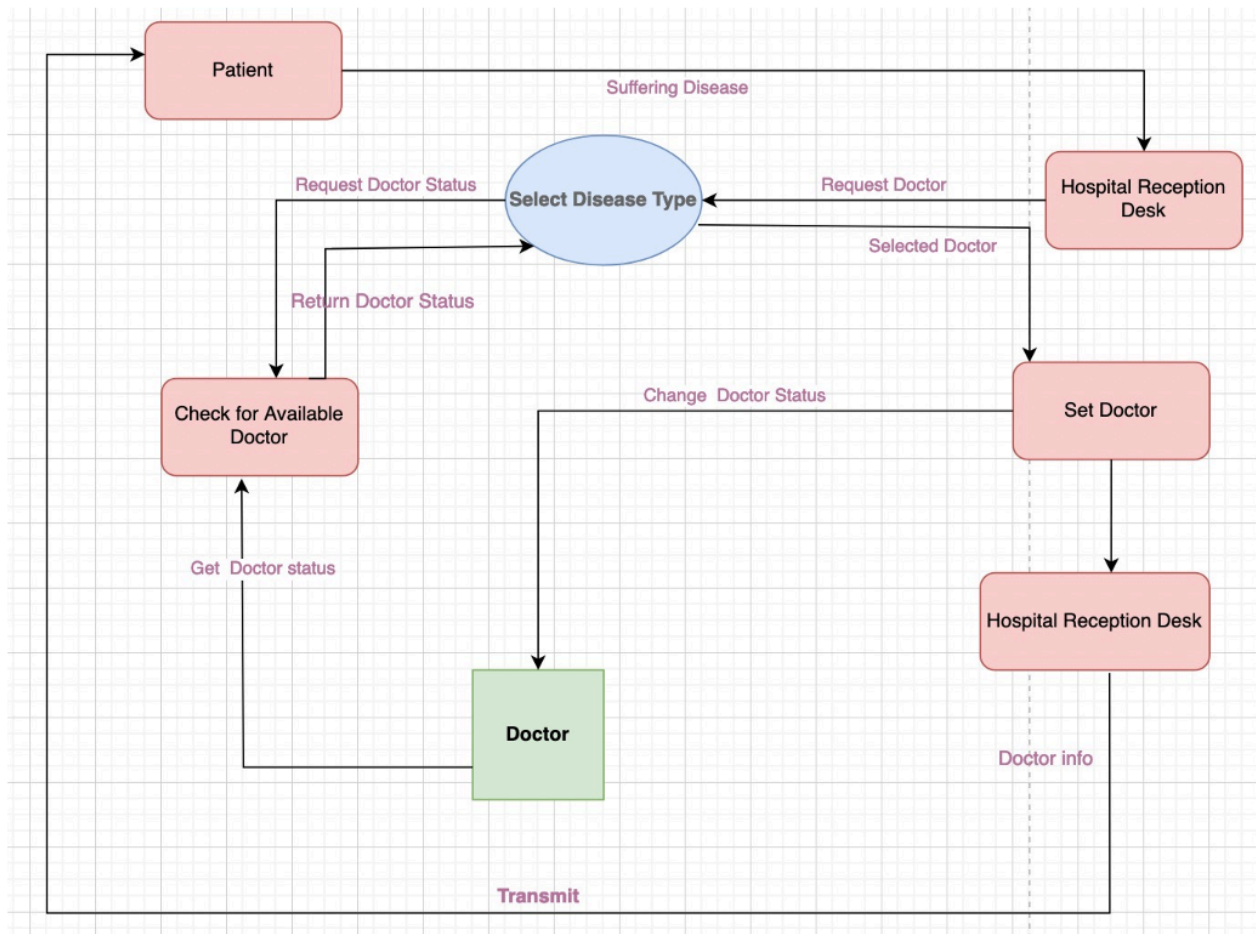 Patient
Suffering Disease
Hospital Reception
Desk
Request Doctor Status
Select Disease Type
Request Doctor
Selected Doctor
Return Doctor Status
Check for Available
Doctor
Change  Doctor Status
Set Doctor
Get  Doctor status
Hospital Reception Desk
Doctor
Doctor info
Transmit